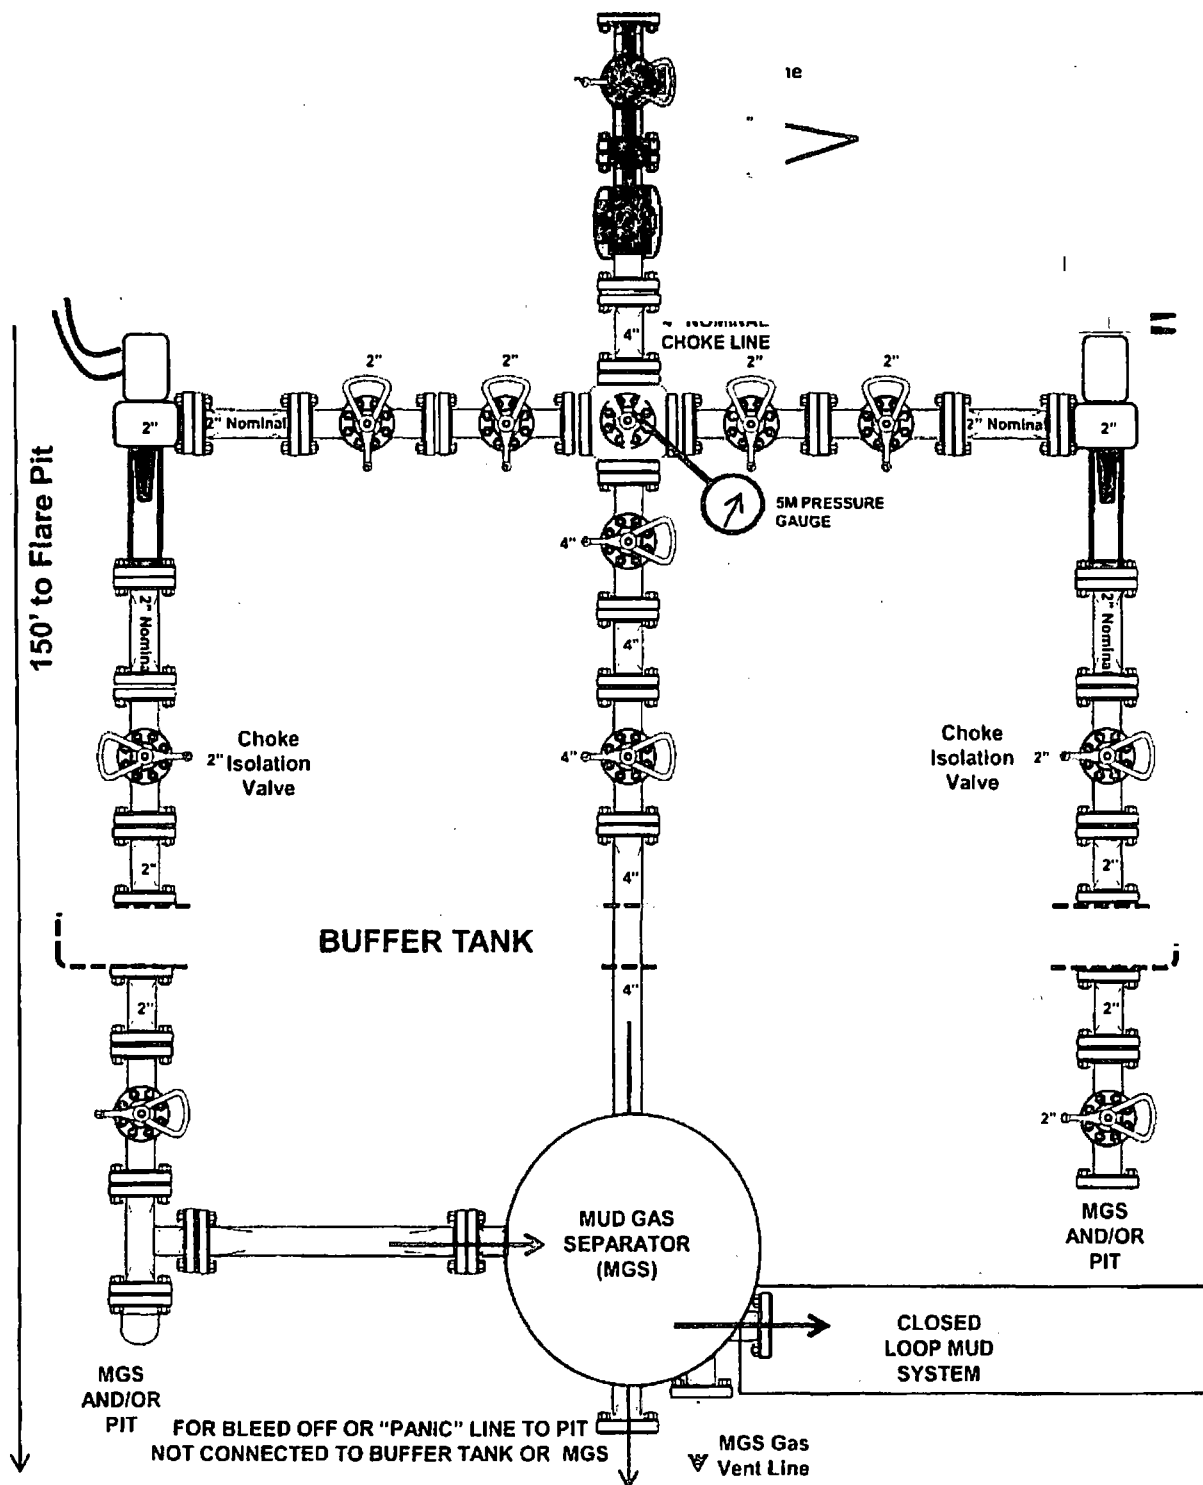 4"
4" NOMINAL
CHOKE LINE
2"
2"
2"
2"
2"
2" Nominal
2" Nominal
2"
5M PRESSURE
GAUGE
4"
150' to Flare Pit
2" Nominal
4"
2" Nominal
2"
Choke
Isolation
Valve
4"
Choke
Isolation
Valve
2"
2"
4"
2"
BUFFER TANK
2"
4"
2"
2"
MUD GAS
SEPARATOR
(MGS)
MGS
AND/OR
PIT
CLOSED
LOOP MUD
SYSTEM
MGS
AND/OR
PIT
FOR BLEED OFF OR "PANIC" LINE TO PIT
NOT CONNECTED TO BUFFER TANK OR MGS
MGS Gas
Vent Line